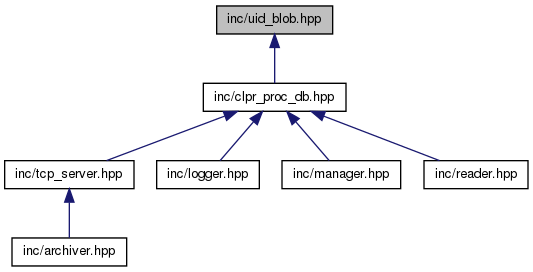 inc/uid_blob.hpp
inc/clpr_proc_db.hpp
inc/tcp_server.hpp
inc/logger.hpp
inc/manager.hpp
inc/reader.hpp
inc/archiver.hpp